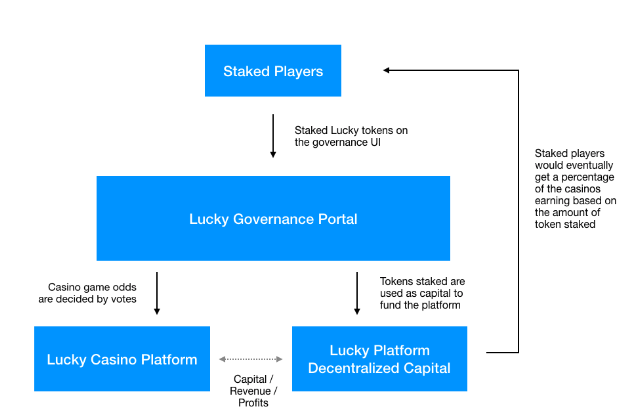 Staked Players
Staked Lucky tokens on
the governance UI
Staked players
would eventually
get a percentage
of the casinos
earning based on
the amount of
token staked
Lucky Governance Portal
Casino game odds
are decided by votes
Tokens staked are
used as capital to
fund the platform
Lucky Casino Platform
Capital /
Revenue /
Profits
Lucky Platform
Decentralized Capital